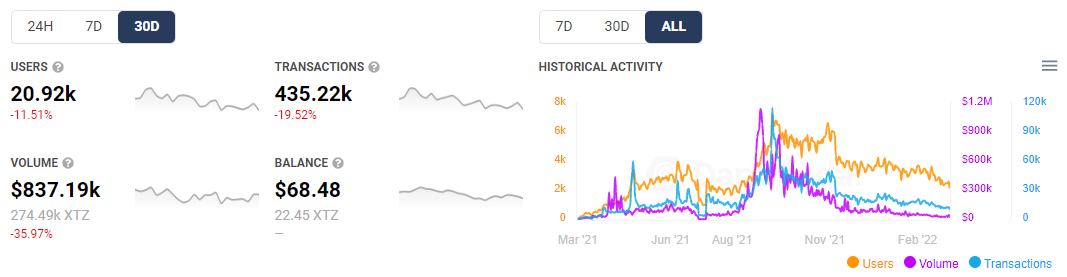 24H 7D 30D
USERS ?
20.92k
-11.51%
TRANSACTIONS ?
435.22k
-19.52%
VOLUME ?
$837.19k
274.49k XTZ
-35.97%
BALANCE ?
$68.48
22.45 XTZ
—
7D 30D ALL
HISTORICAL ACTIVITY
8k $1.2M 120k
6k $900k 90k
4k $600k 60k
2k $300k 30k
0 $0 0
Mar '21 Jun '21 Aug '21 Nov '21 Feb '22
Users Volume Transactions